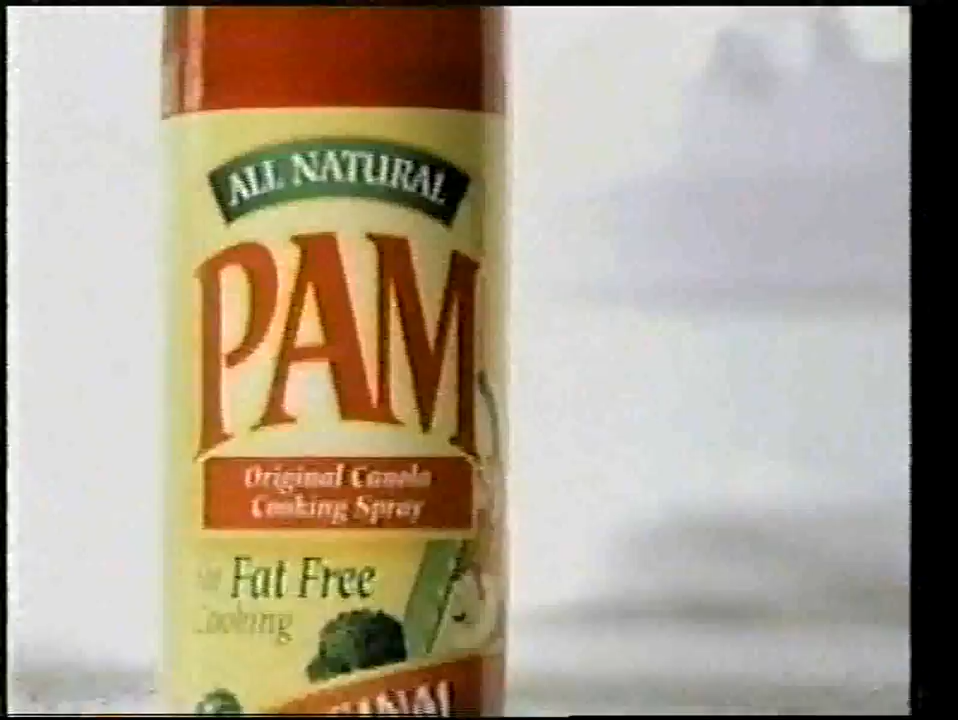 ALL NATURAL
PAM
Original Canola
Cooking Spray
Fat Free
Cooking